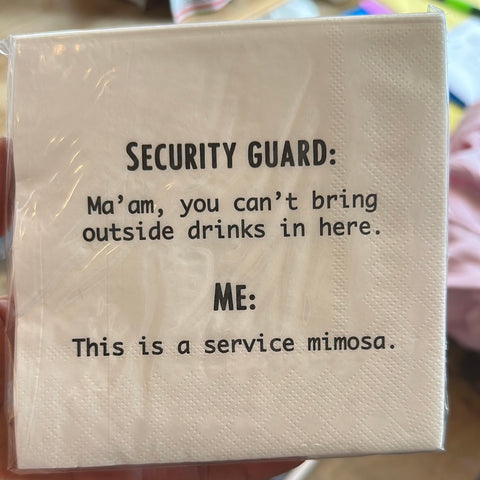 SECURITY GUARD:
Ma'am, you can't bring
outside drinks in here.
ME:
This is a service mimosa.